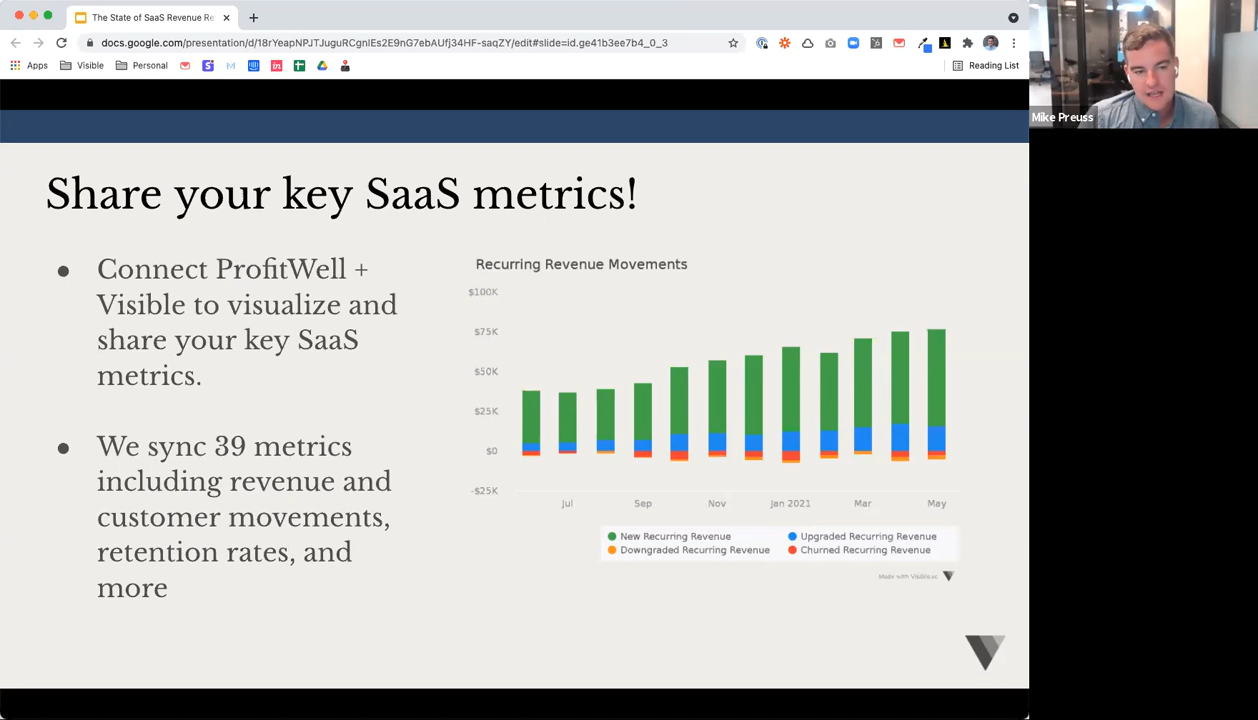 The State of SaaS Revenue Re
docs.google.com/presentation/d/18rYeapNPJTJuguRCgnIEs2E9nG7ebAUfj34HF-saqZY/edit#slide=id.ge41b3ee7b4_0_3
Apps
Visible
Personal
Reading List
Mike Preuss
Share your key SaaS metrics!
● Connect ProfitWell +
Visible to visualize and
share your key SaaS
metrics.
● We sync 39 metrics
including revenue and
customer movements,
retention rates, and
more
Recurring Revenue Movements
$100K
$75K
$50K
$25K
$0
-$25K
Jul Sep Nov Jan 2021 Mar May
New Recurring Revenue Upgraded Recurring Revenue
Downgraded Recurring Revenue Churned Recurring Revenue
Made with Visible.vc